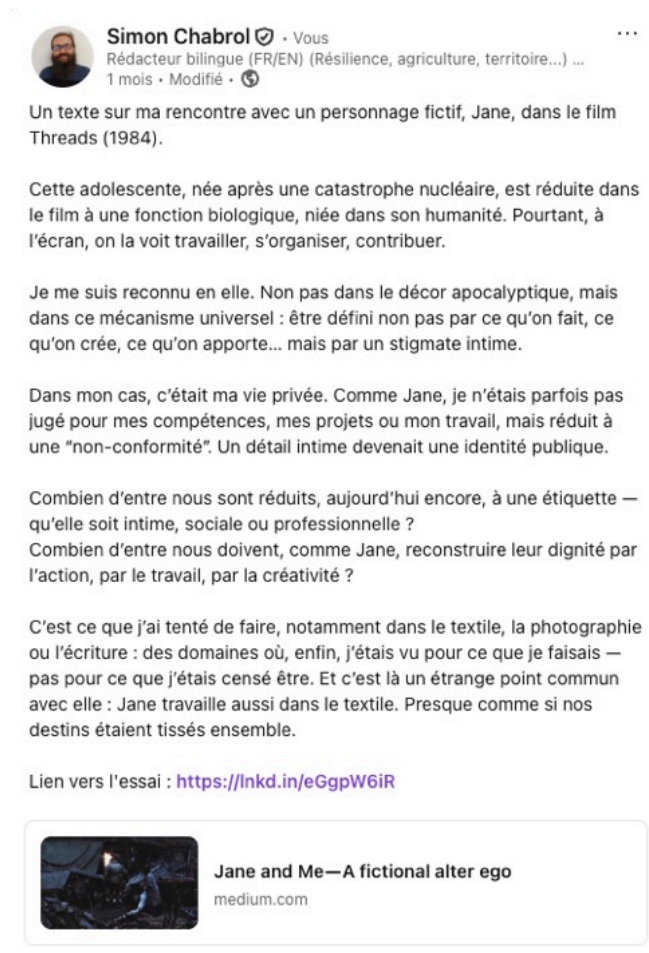 Simon Chabrol • Vous
Rédacteur bilingue (FR/EN) (Résilience, agriculture, territoire...) ...
1 mois • Modifié •
Un texte sur ma rencontre avec un personnage fictif, Jane, dans le film
Threads (1984).
Cette adolescente, née après une catastrophe nucléaire, est réduite dans
le film à une fonction biologique, niée dans son humanité. Pourtant, à
l’écran, on la voit travailler, s’organiser, contribuer.
Je me suis reconnu en elle. Non pas dans le décor apocalyptique, mais
dans ce mécanisme universel : être défini non pas par ce qu’on fait, ce
qu’on crée, ce qu’on apporte... mais par un stigmate intime.
Dans mon cas, c’était ma vie privée. Comme Jane, je n’étais parfois pas
jugé pour mes compétences, mes projets ou mon travail, mais réduit à
une “non-conformité”. Un détail intime devenait une identité publique.
Combien d’entre nous sont réduits, aujourd’hui encore, à une étiquette —
qu’elle soit intime, sociale ou professionnelle ?
Combien d’entre nous doivent, comme Jane, reconstruire leur dignité par
l’action, par le travail, par la créativité ?
C’est ce que j’ai tenté de faire, notamment dans le textile, la photographie
ou l’écriture : des domaines où, enfin, j’étais vu pour ce que je faisais —
pas pour ce que j’étais censé être. Et c’est là un étrange point commun
avec elle : Jane travaille aussi dans le textile. Presque comme si nos
destins étaient tissés ensemble.
Lien vers l'essai : https://lnkd.in/eGgpW6iR
Jane and Me—A fictional alter ego
medium.com